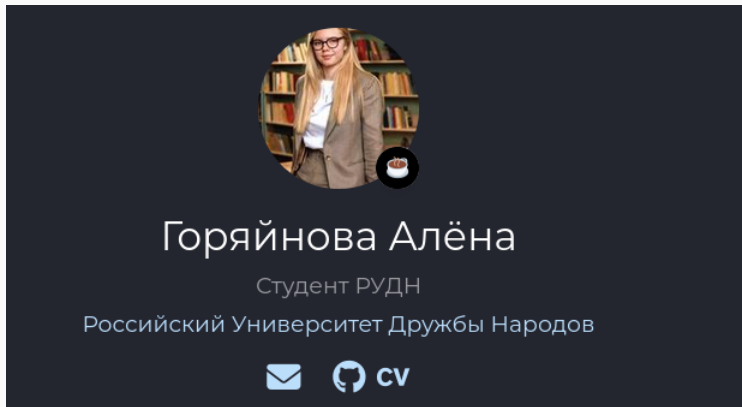 Горяйнова Алёна
Студент РУДН
Российский Университет Дружбы Народов
CV